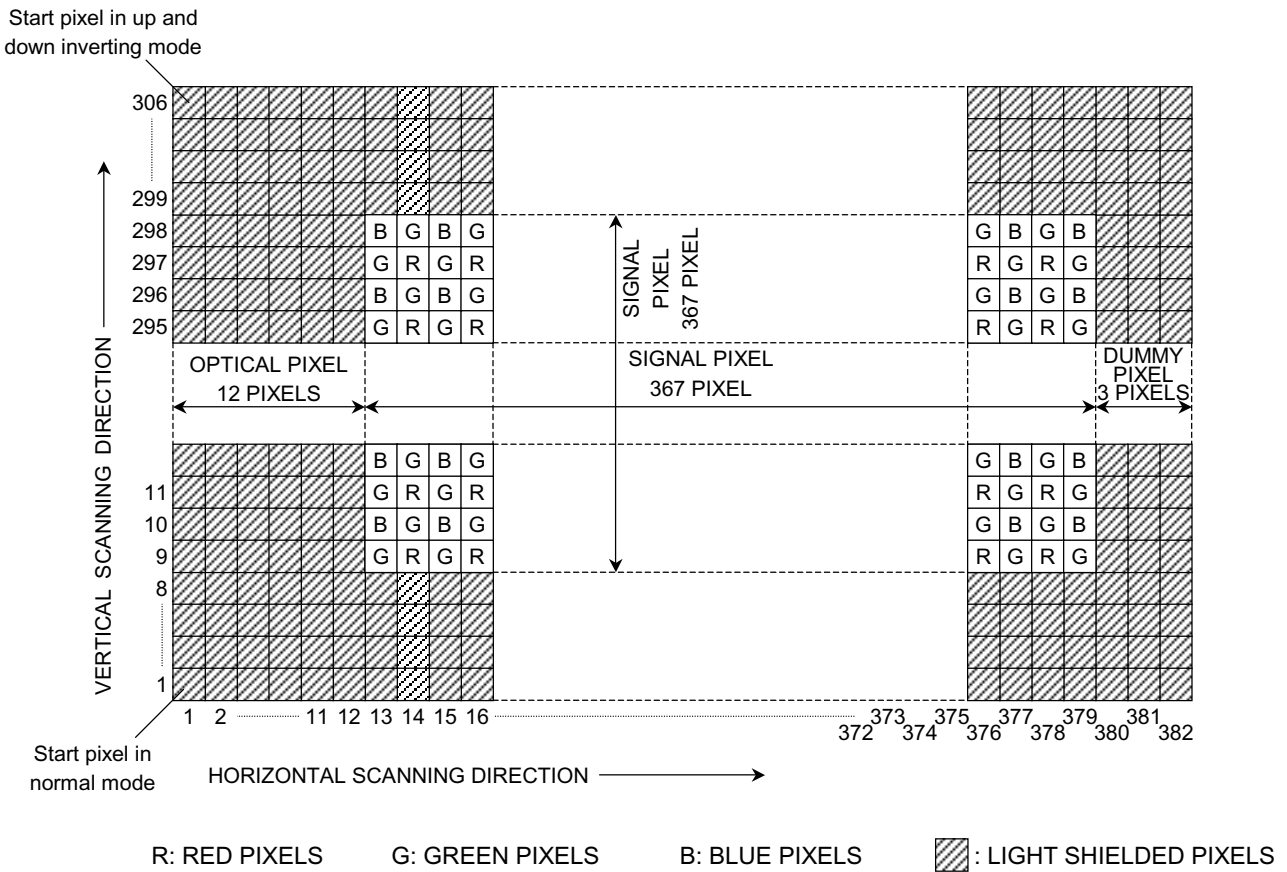 Start pixel in up and
down inverting mode
306
299
298 B G B G G B G B
297 G R G R R G R G
296 B G B G G B G B
295 G R G R R G R G
SIGNAL
PIXEL
367 PIXEL
OPTICAL PIXEL
12 PIXELS
SIGNAL PIXEL
367 PIXEL
DUMMY
PIXEL
3 PIXELS
VERTICAL SCANNING DIRECTION
B G B G G B G B
11 G R G R R G R G
10 B G B G G B G B
9 G R G R R G R G
8
1
1 2 11 12 13 14 15 16 372 373 374 375 376 377 378 379 380 381 382
Start pixel in
normal mode
HORIZONTAL SCANNING DIRECTION
R: RED PIXELS G: GREEN PIXELS B: BLUE PIXELS : LIGHT SHIELDED PIXELS